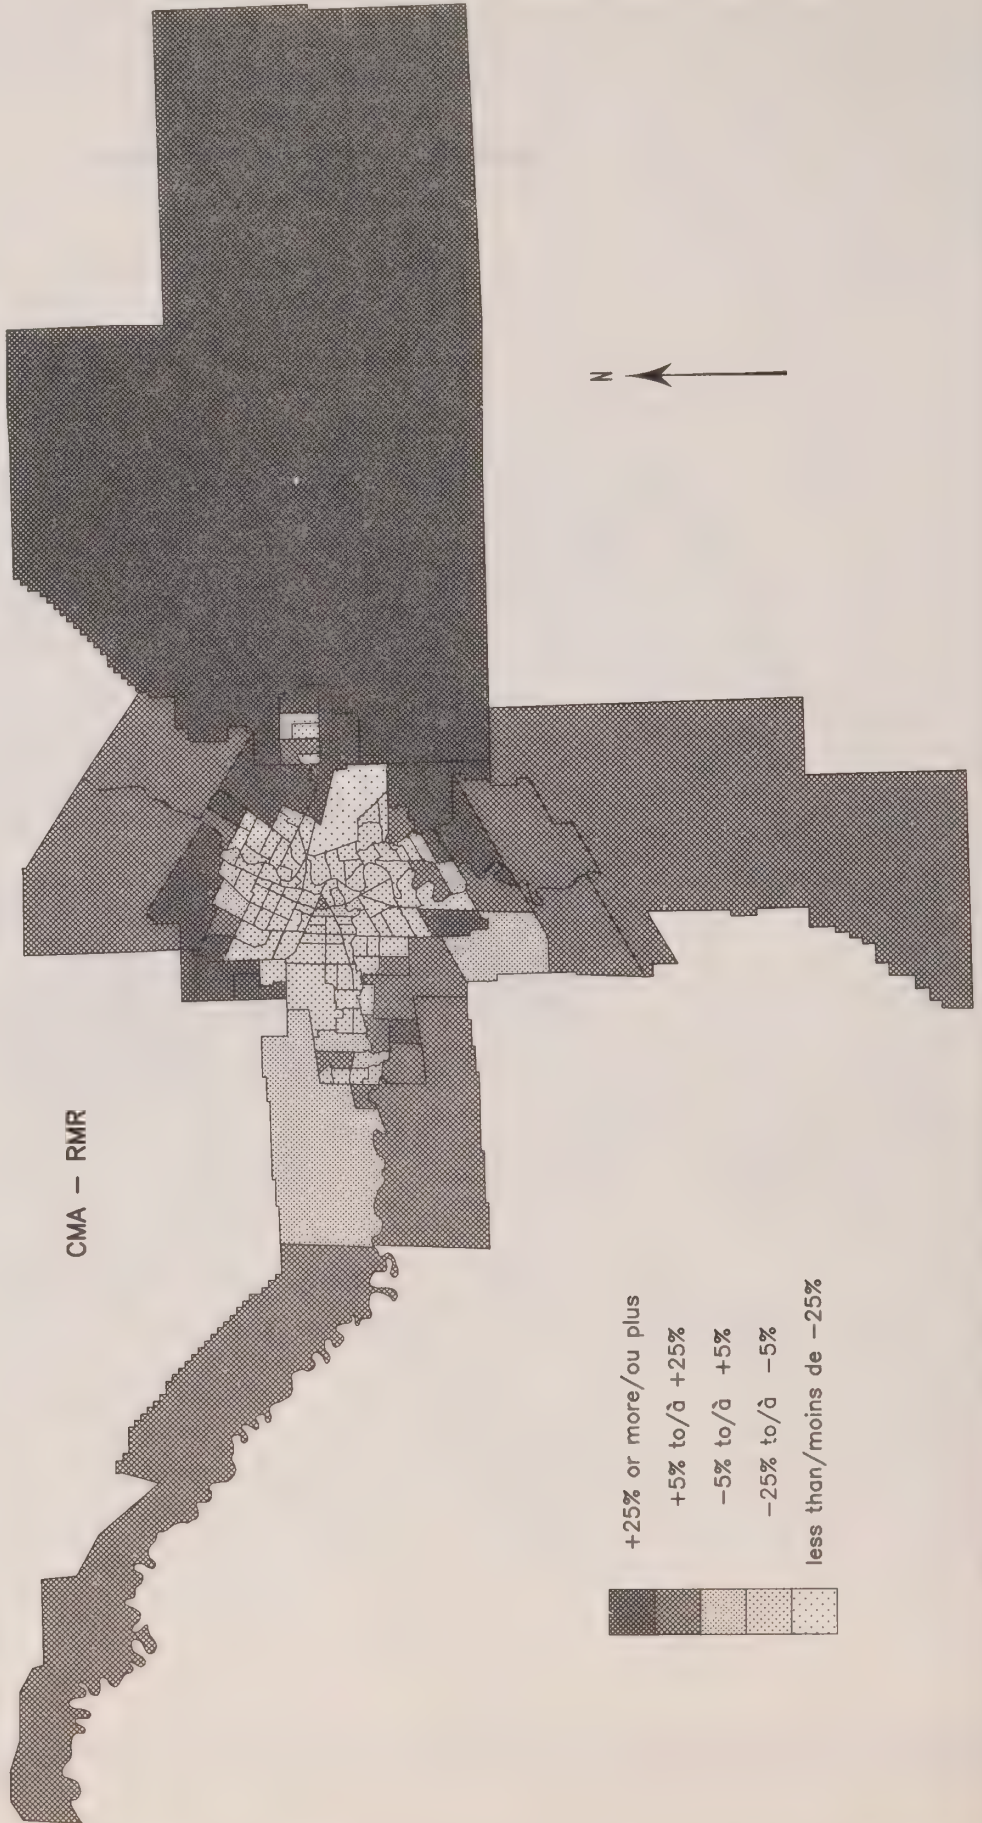 CMA – RMR
N
+25% or more/ou plus
+5% to/à +25%
-5% to/à +5%
-25% to/à -5%
less than/moins de -25%